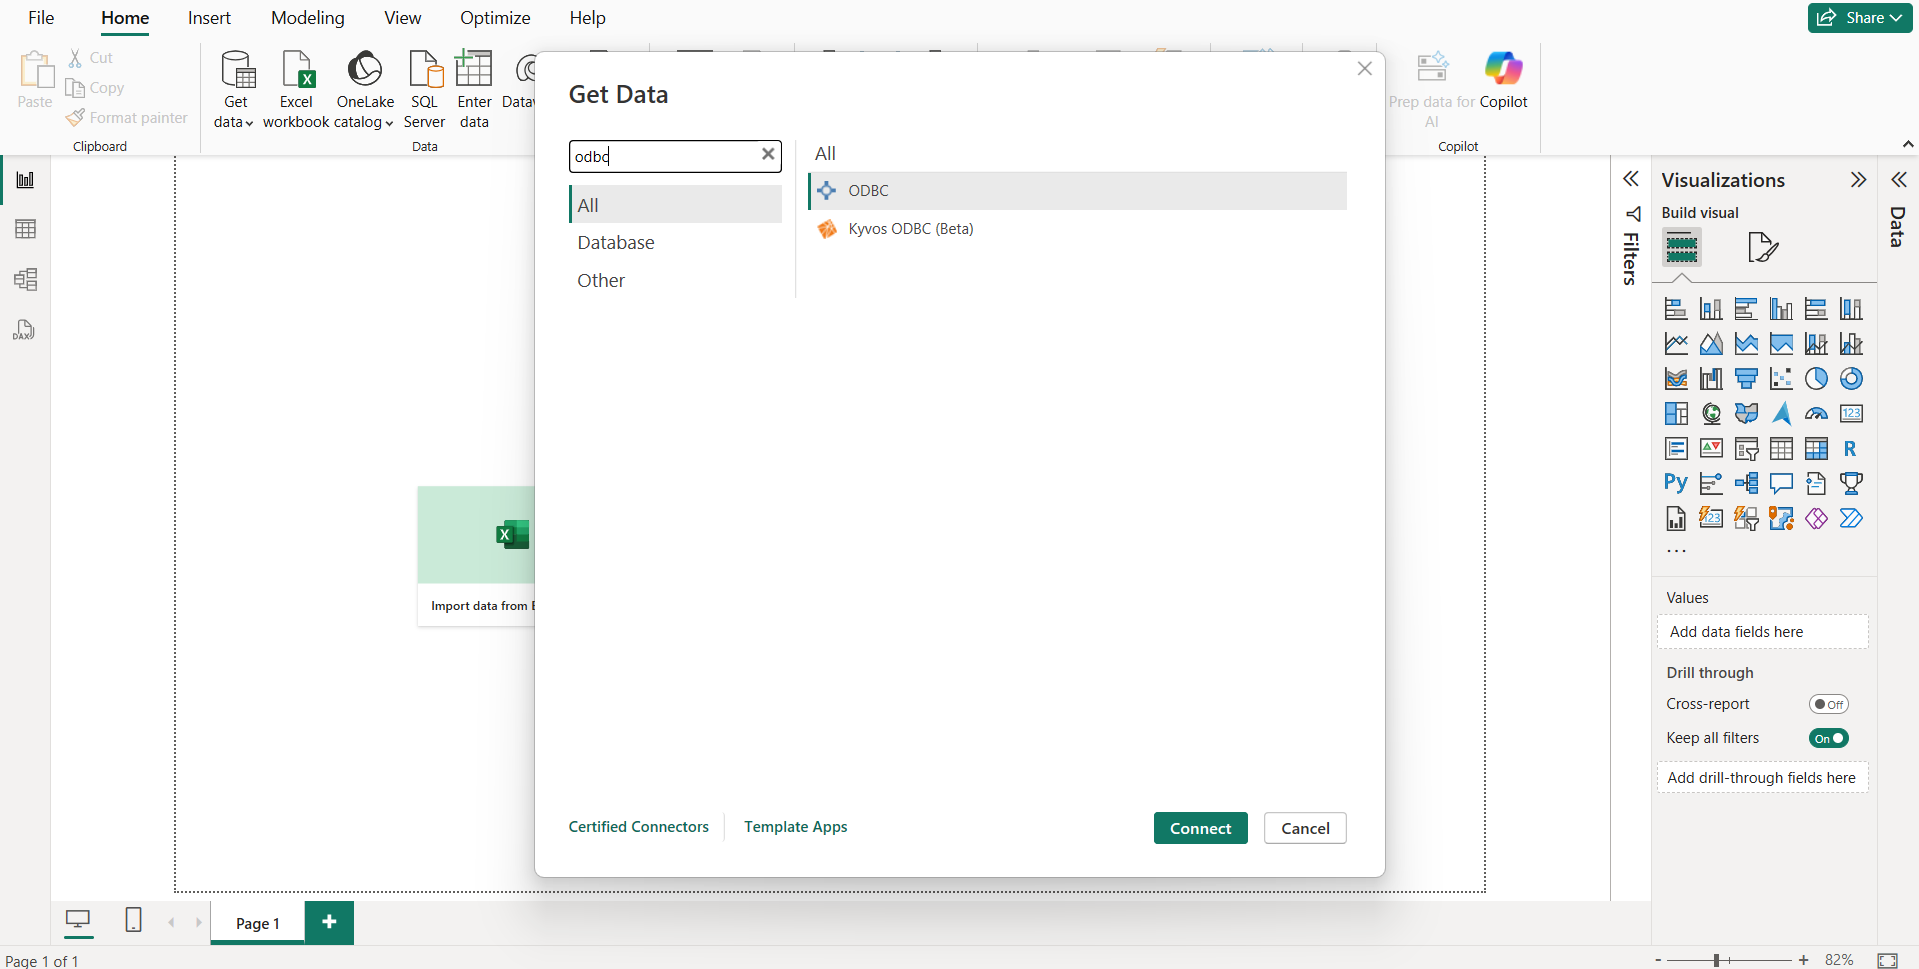 File Home Insert Modeling View Optimize Help
Share
Paste
Cut
Copy
Format painter
Clipboard
Get data
Excel workbook
OneLake catalog
SQL Server
Enter data
Data
Prep data for AI
Copilot
Copilot
Get Data
odbc
All
Database
Other
All
ODBC
Kyvos ODBC (Beta)
Certified Connectors
Template Apps
Connect
Cancel
DAX
Import data from
Filters
Visualizations
Build visual
123
R
Py
123
...
Values
Add data fields here
Drill through
Cross-report
Off
Keep all filters
On
Add drill-through fields here
Data
Page 1
+
Page 1 of 1
- + 82%